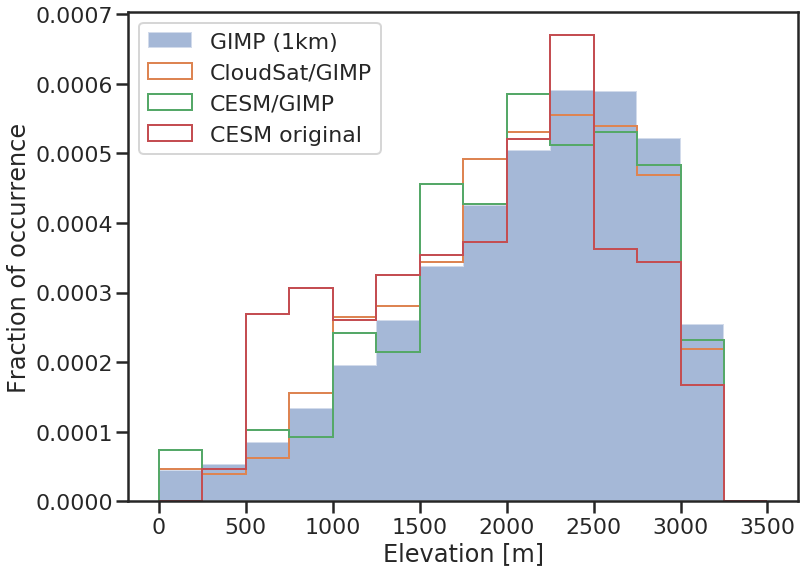 0.0007
0.0006
0.0005
0.0004
0.0003
0.0002
0.0001
0.0000
Fraction of occurrence
GIMP (1km)
CloudSat/GIMP
CESM/GIMP
CESM original
0 500 1000 1500 2000 2500 3000 3500
Elevation [m]